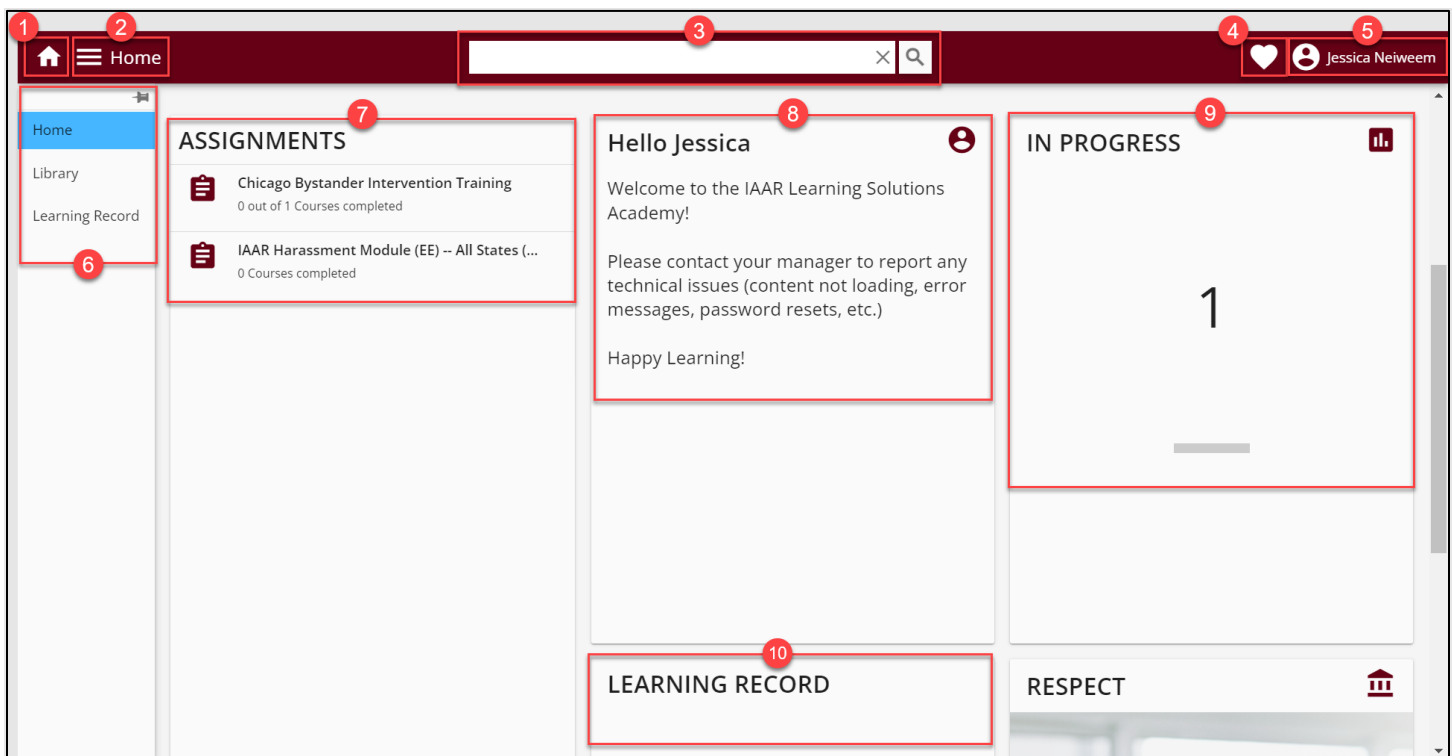 1
2
3
4
5
Home
Jessica Neiweem
6
Home
Library
Learning Record
7
ASSIGNMENTS
Chicago Bystander Intervention Training
0 out of 1 Courses completed
IAAR Harassment Module (EE) -- All States (...
0 Courses completed
8
Hello Jessica
Welcome to the IAAR Learning Solutions
Academy!
Please contact your manager to report any
technical issues (content not loading, error
messages, password resets, etc.)
Happy Learning!
9
IN PROGRESS
1
10
LEARNING RECORD
RESPECT